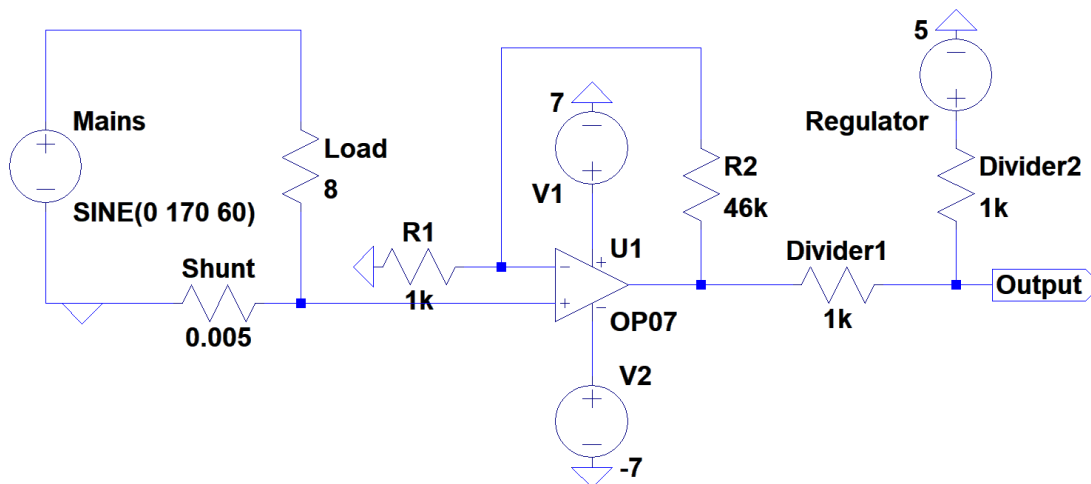 Mains
SINE(0 170 60)
Load
8
Shunt
0.005
R1
1k
7
V1
U1
OP07
V2
-7
R2
46k
Divider1
1k
5
Regulator
Divider2
1k
Output